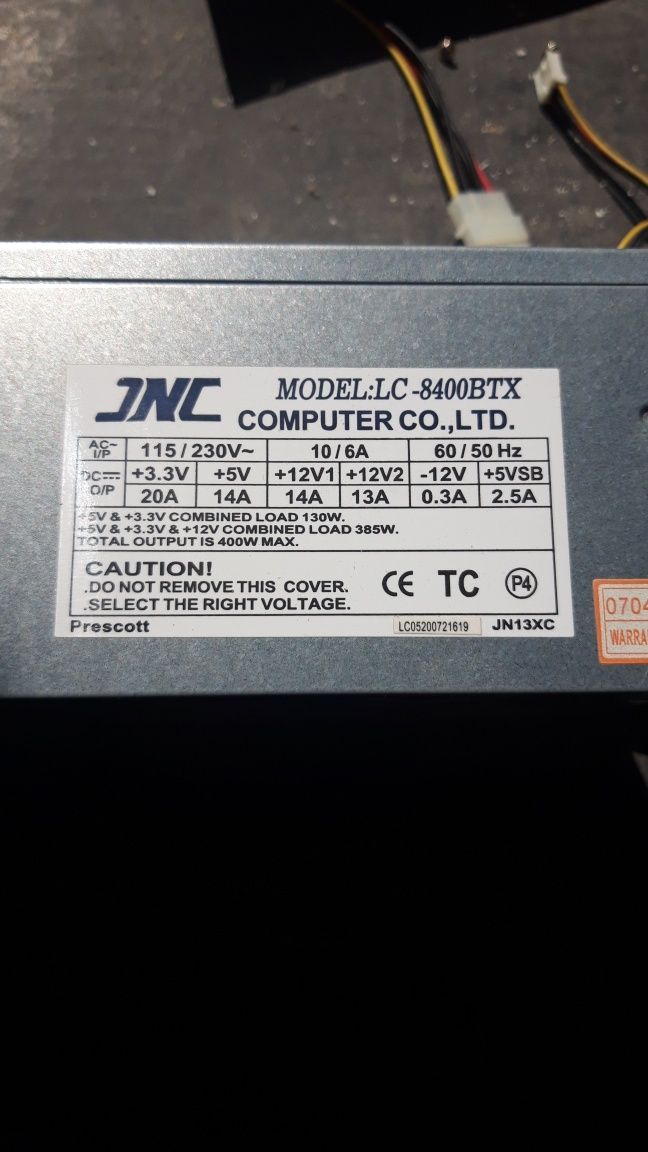 JNC MODEL:LC-8400BTX
COMPUTER CO.,LTD.
AC~ I/P 115/230V~ 10/6A 60/50 Hz
DC⎓ O/P +3.3V +5V +12V1 +12V2 -12V +5VSB
20A 14A 14A 13A 0.3A 2.5A
+5V & +3.3V COMBINED LOAD 130W.
+5V & +3.3V & +12V COMBINED LOAD 385W.
TOTAL OUTPUT IS 400W MAX.
CAUTION!
.DO NOT REMOVE THIS COVER.
.SELECT THE RIGHT VOLTAGE.
CE TC P4
Prescott LC05200721619 JN13XC
0704